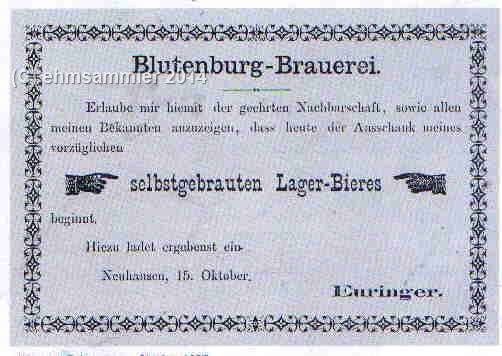 (C) ehmsammler 2014
Blutenburg-Brauerei.
Erlaube mir hiemit der geehrten Nachbarschaft, sowie allen
meinen Bekannten anzuzeigen, dass heute der Ausschank meines
vorzüglichen
selbstgebrauten Lager-Bieres
beginnt.
Hiezu ladet ergebenst ein
Neuhausen, 15. Oktober.
Euringer.